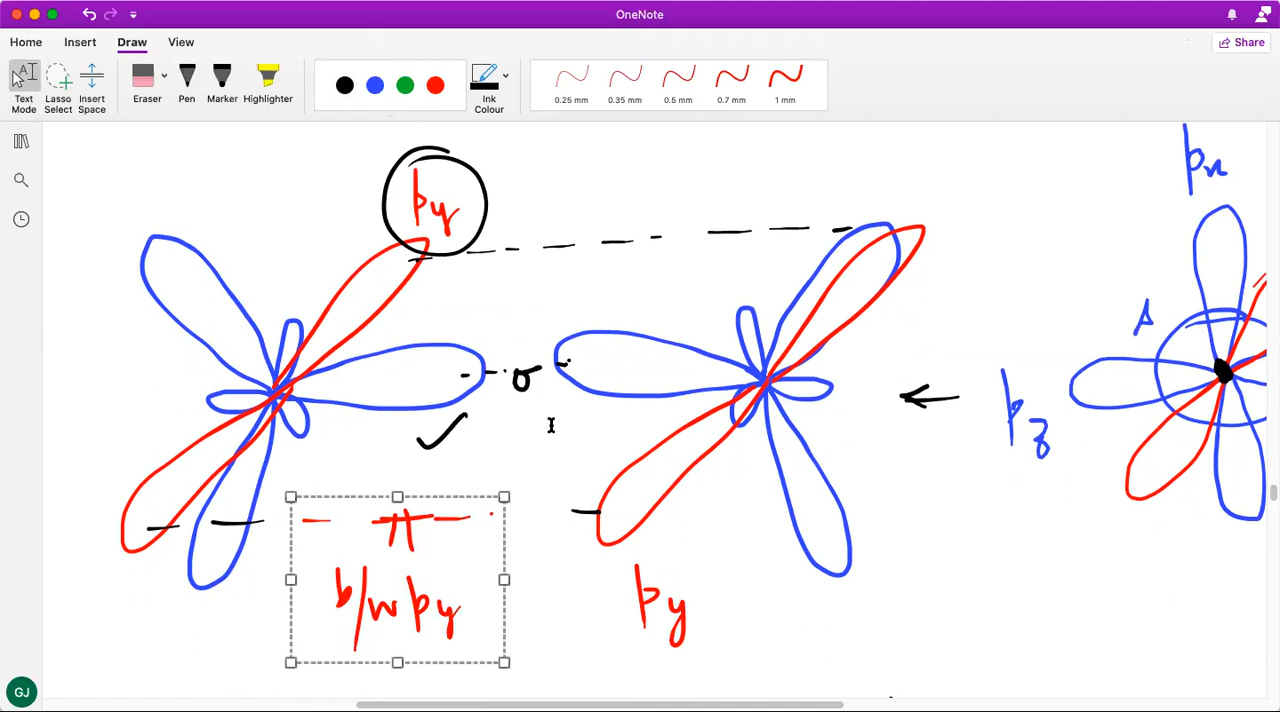 OneNote
Home Insert Draw View
Share
Text Mode
Lasso Select
Insert Space
Eraser
Pen
Marker
Highlighter
Ink Colour
0.25 mm 0.35 mm 0.5 mm 0.7 mm 1 mm
py
px
σ
pz
π
b/w py
py
GJ